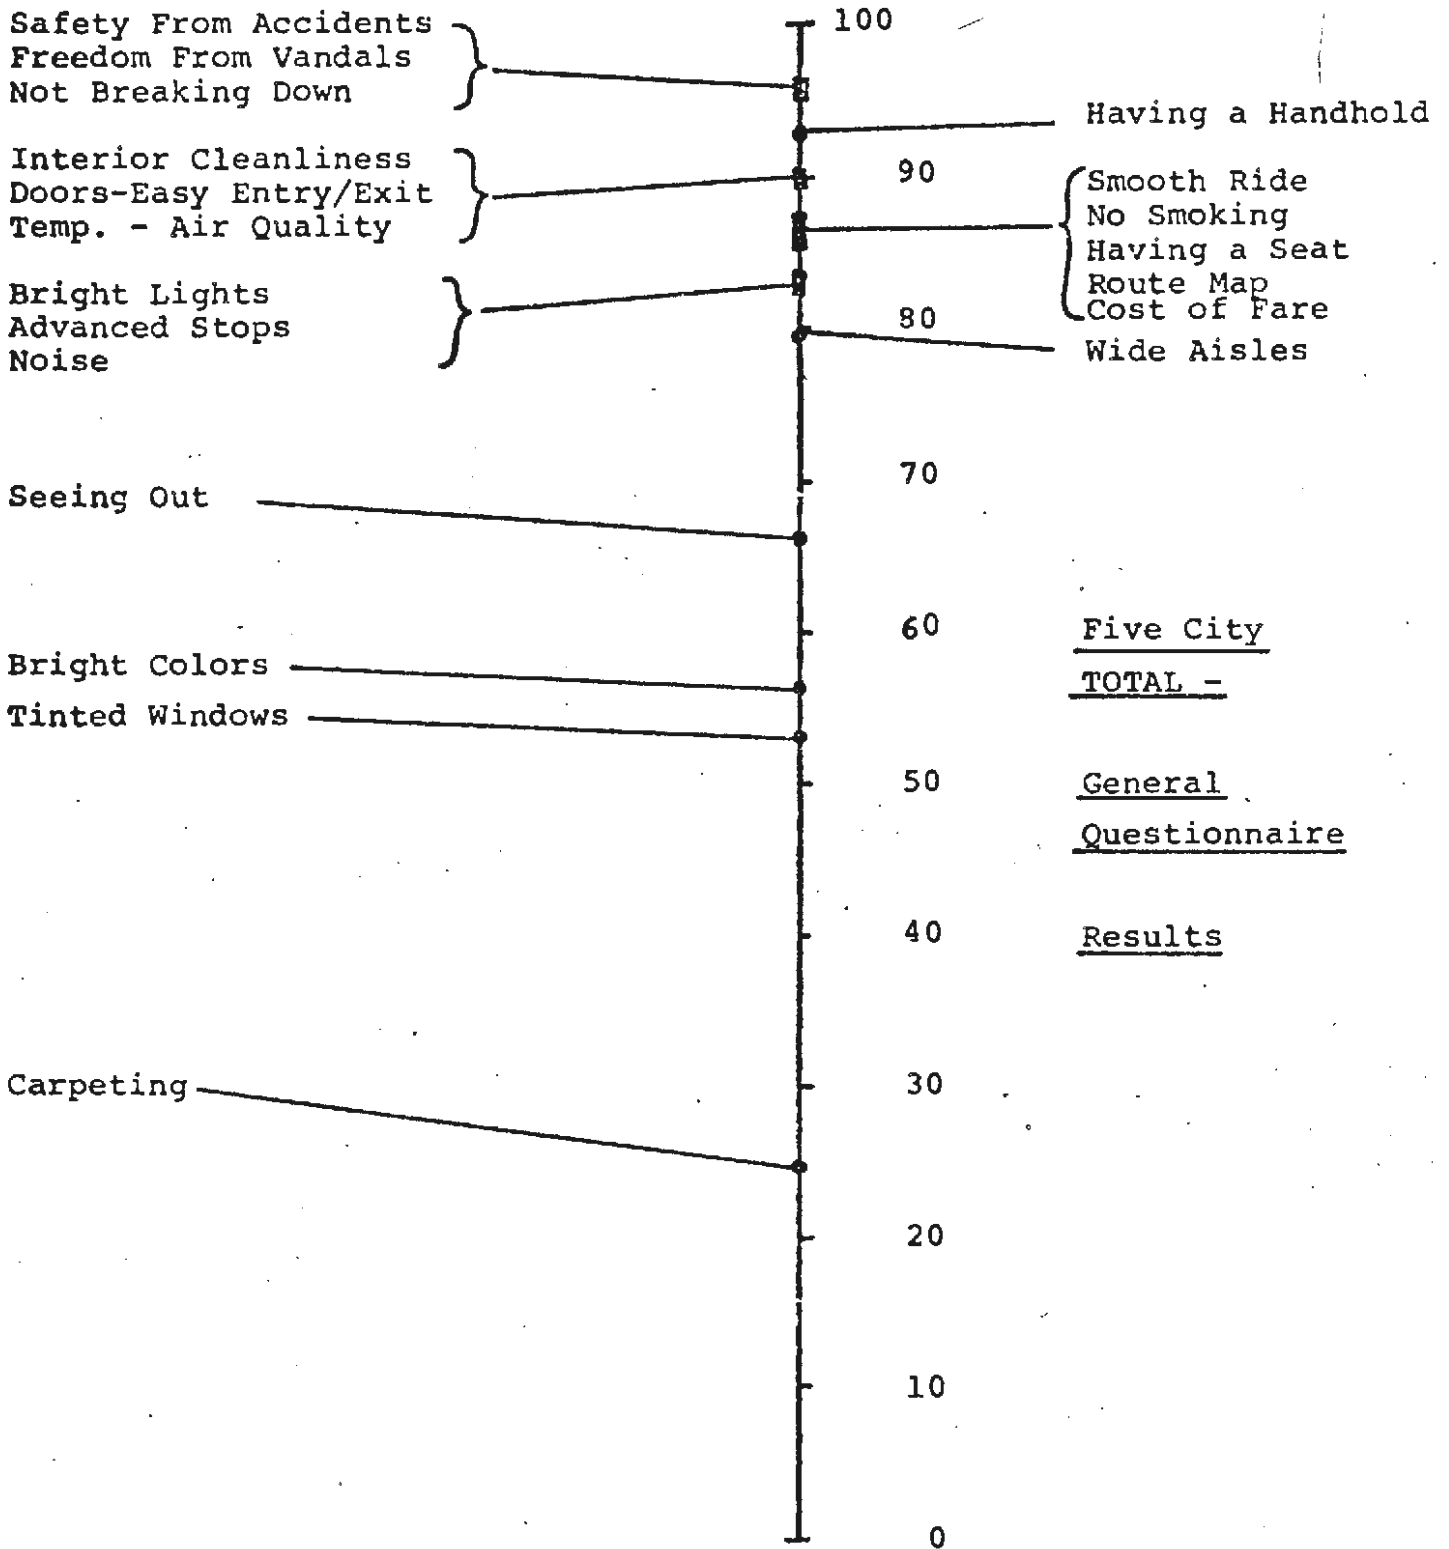 Safety From Accidents
Freedom From Vandals
Not Breaking Down
Interior Cleanliness
Doors-Easy Entry/Exit
Temp. - Air Quality
Bright Lights
Advanced Stops
Noise
Seeing Out
Bright Colors
Tinted Windows
Carpeting
100
90
80
70
60
50
40
30
20
10
0
Having a Handhold
Smooth Ride
No Smoking
Having a Seat
Route Map
Cost of Fare
Wide Aisles
Five City
TOTAL -
General
Questionnaire
Results